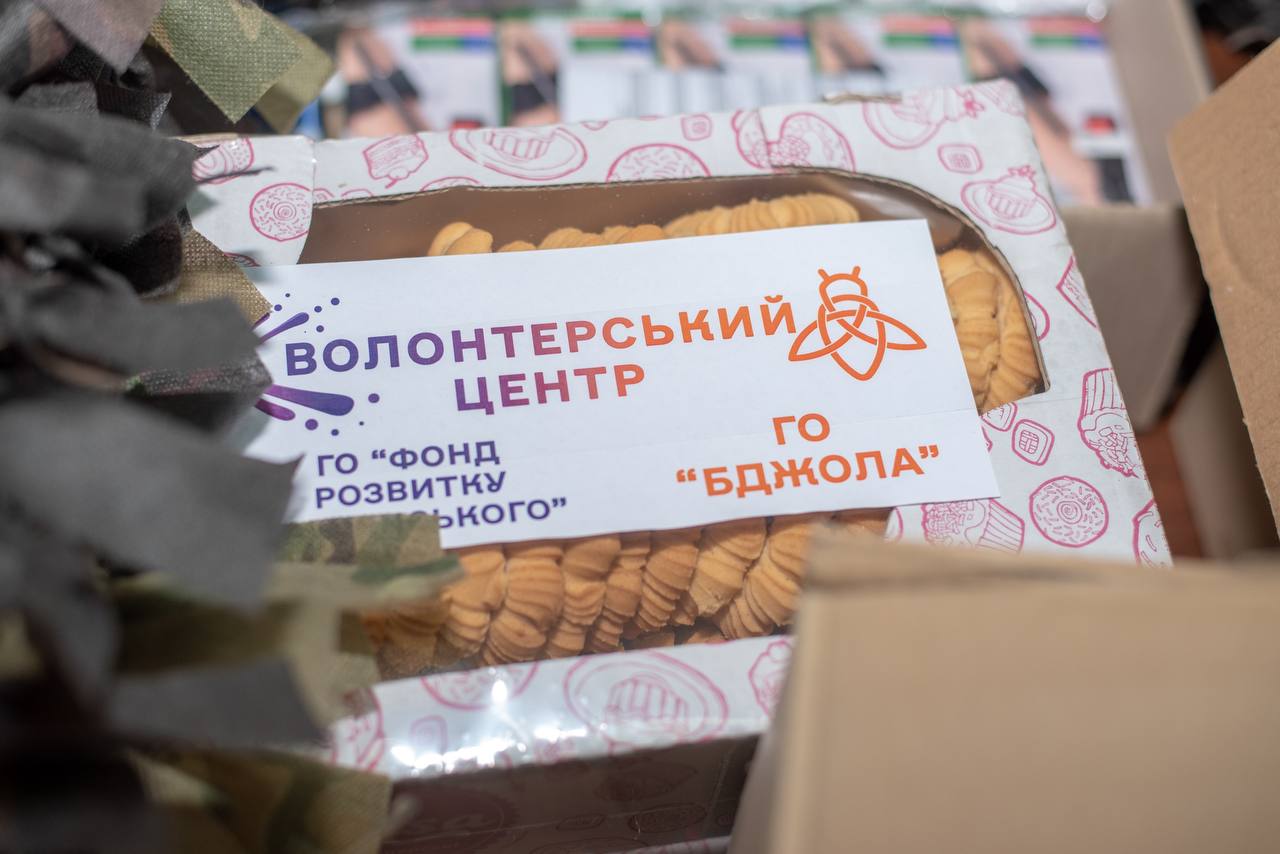 ВОЛОНТЕРСЬКИЙ
ЦЕНТР
ГО “ФОНД
РОЗВИТКУ
ГО
“БДЖОЛА”